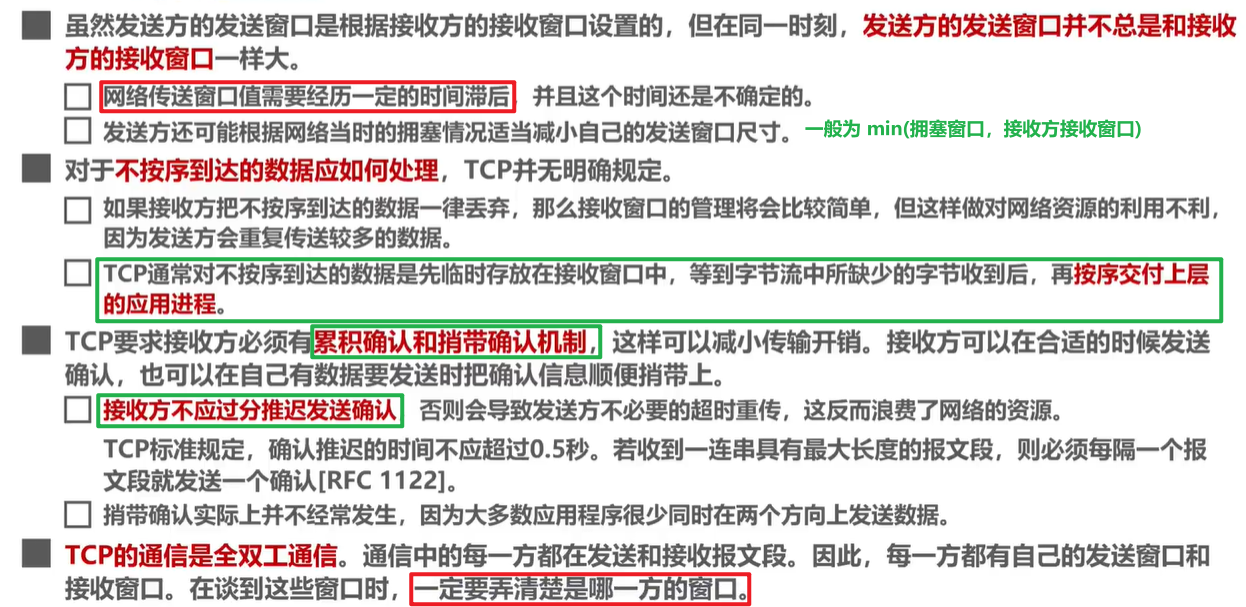 虽然发送方的发送窗口是根据接收方的接收窗口设置的，但在同一时刻，发送方的发送窗口并不总是和接收
方的接收窗口一样大。
网络传送窗口值需要经历一定的时间滞后，并且这个时间还是不确定的。
发送方还可能根据网络当时的拥塞情况适当减小自己的发送窗口尺寸。一般为 min(拥塞窗口，接收方接收窗口)
对于不按序到达的数据应如何处理，TCP并无明确规定。
如果接收方把不按序到达的数据一律丢弃，那么接收窗口的管理将会比较简单，但这样做对网络资源的利用不利，
因为发送方会重复传送较多的数据。
TCP通常对不按序到达的数据是先临时存放在接收窗口中，等到字节流中所缺少的字节收到后，再按序交付上层
的应用进程。
TCP要求接收方必须有累积确认和捎带确认机制，这样可以减小传输开销。接收方可以在合适的时候发送
确认，也可以在自己有数据要发送时把确认信息顺便捎带上。
接收方不应过分推迟发送确认 否则会导致发送方不必要的超时重传，这反而浪费了网络的资源。
TCP标准规定，确认推迟的时间不应超过0.5秒。若收到一连串具有最大长度的报文段，则必须每隔一个报
文段就发送一个确认[RFC 1122]。
捎带确认实际上并不经常发生，因为大多数应用程序很少同时在两个方向上发送数据。
TCP的通信是全双工通信。通信中的每一方都在发送和接收报文段。因此，每一方都有自己的发送窗口和
接收窗口。在谈到这些窗口时，一定要弄清楚是哪一方的窗口。